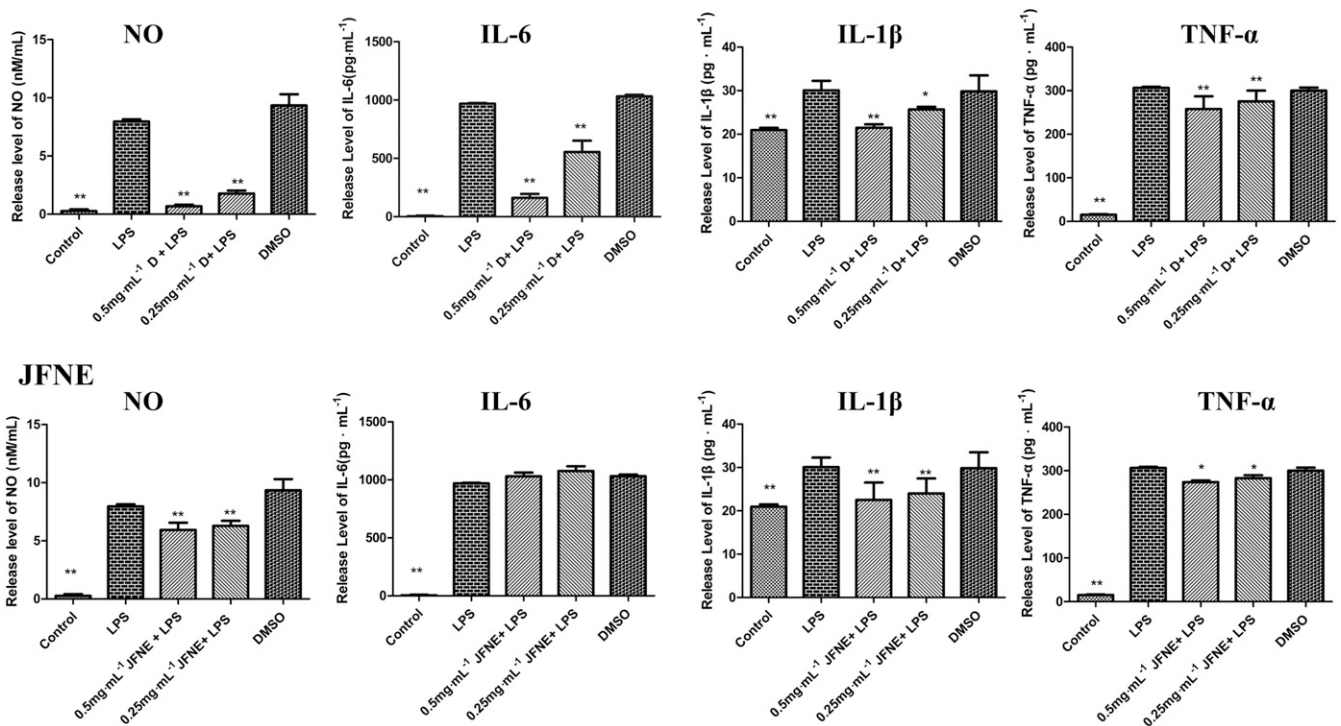 NO
Release level of NO (nM/mL)
15
10
5
0
**
**
**
Control
LPS
0.5mg·mL⁻¹ D+ LPS
0.25mg·mL⁻¹ D+ LPS
DMSO
IL-6
Release Level of IL-6(pg·mL⁻¹)
1500
1000
500
0
**
**
**
Control
LPS
0.5mg·mL⁻¹ D+ LPS
0.25mg·mL⁻¹ D+ LPS
DMSO
IL-1β
Release Level of IL-1β (pg · mL⁻¹)
40
30
20
10
0
**
**
*
Control
LPS
0.5mg·mL⁻¹ D+ LPS
0.25mg·mL⁻¹ D+ LPS
DMSO
TNF-α
Release Level of TNF-α (pg · mL⁻¹)
400
300
200
100
0
**
**
**
Control
LPS
0.5mg·mL⁻¹ D+ LPS
0.25mg·mL⁻¹ D+ LPS
DMSO
JFNE
NO
Release level of NO (nM/mL)
15
10
5
0
**
**
**
Control
LPS
0.5mg·mL⁻¹ JFNE + LPS
0.25mg·mL⁻¹ JFNE+ LPS
DMSO
IL-6
Release Level of IL-6(pg · mL⁻¹)
1500
1000
500
0
**
Control
LPS
0.5mg·mL⁻¹ JFNE+ LPS
0.25mg·mL⁻¹ JFNE+ LPS
DMSO
IL-1β
Release Level of IL-1β (pg · mL⁻¹)
40
30
20
10
0
**
**
**
Control
LPS
0.5mg·mL⁻¹ JFNE+ LPS
0.25mg·mL⁻¹ JFNE+ LPS
DMSO
TNF-α
Release Level of TNF-α (pg · mL⁻¹)
400
300
200
100
0
**
*
*
Control
LPS
0.5mg·mL⁻¹ JFNE+ LPS
0.25mg·mL⁻¹ JFNE+ LPS
DMSO